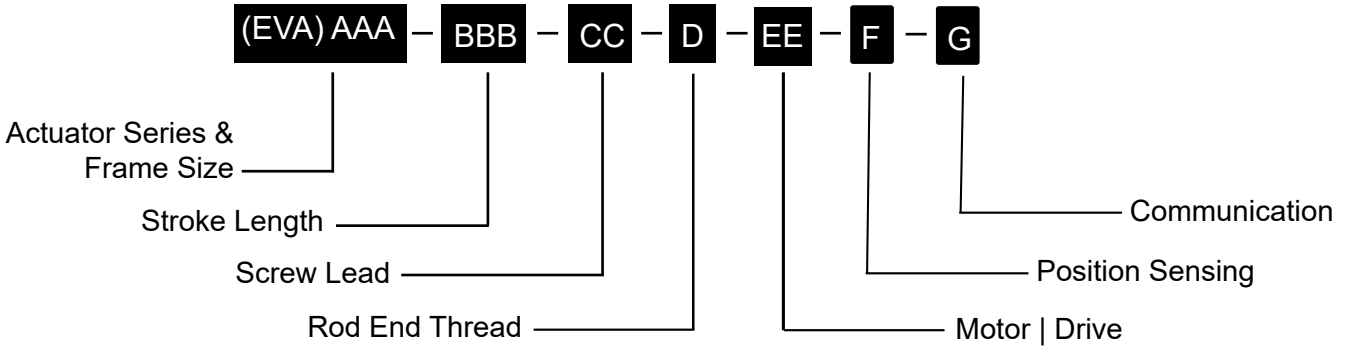 (EVA) AAA – BBB – CC – D – EE – F – G
Actuator Series &
Frame Size
Stroke Length
Communication
Screw Lead
Position Sensing
Rod End Thread
Motor | Drive